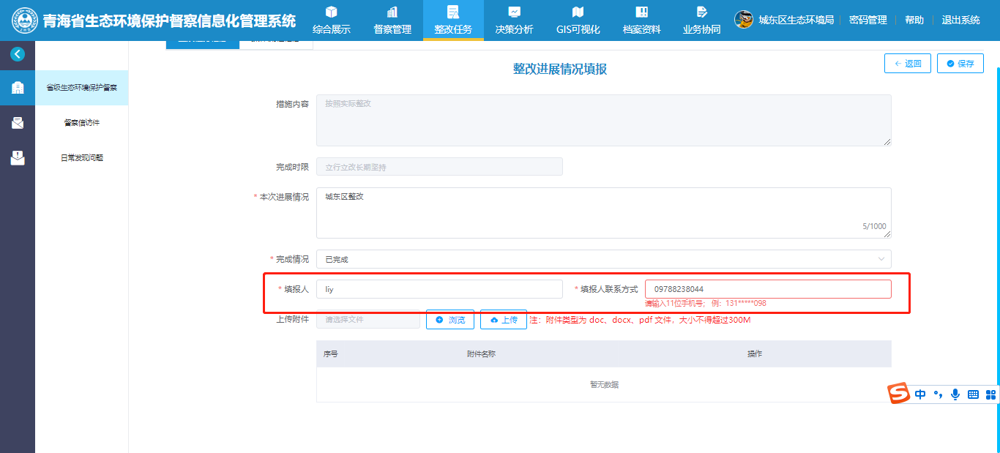 青海省生态环境保护督察信息化管理系统
综合展示
督察管理
整改任务
决策分析
GIS可视化
档案资料
业务协同
城东区生态环境局
密码管理
帮助
退出系统
省级生态环境保护督察
督察信访件
日常发现问题
整改进展情况填报
返回
保存
措施内容
按照实际整改
完成时限
立行立改长期坚持
* 本次进展情况
城东区整改
5/1000
* 完成情况
已完成
* 填报人
liy
* 填报人联系方式
09788238044
请输入11位手机号； 例：131*****098
上传附件
请选择文件
浏览
上传
注：附件类型为 doc、docx、pdf 文件，大小不得超过300M
序号
附件名称
操作
暂无数据
中